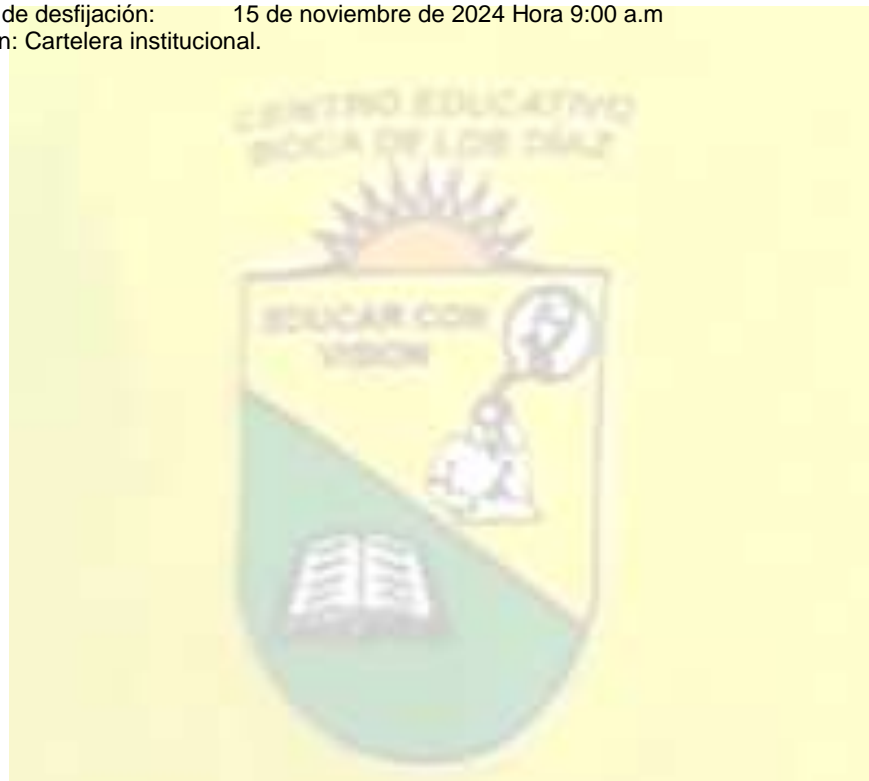 de desfijación: 15 de noviembre de 2024 Hora 9:00 a.m
n: Cartelera institucional.
CENTRO EDUCATIVO
BOCA DE LOS DÍAZ
EDUCAR CON
VISION